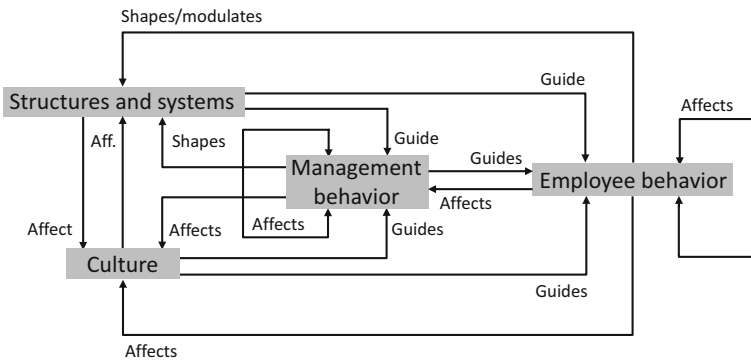 Shapes/modulates
Guide
Structures and systems
Affects
Aff.
Shapes
Guide
Management
behavior
Guides
Employee behavior
Affects
Affect
Affects
Affects
Guides
Culture
Guides
Affects